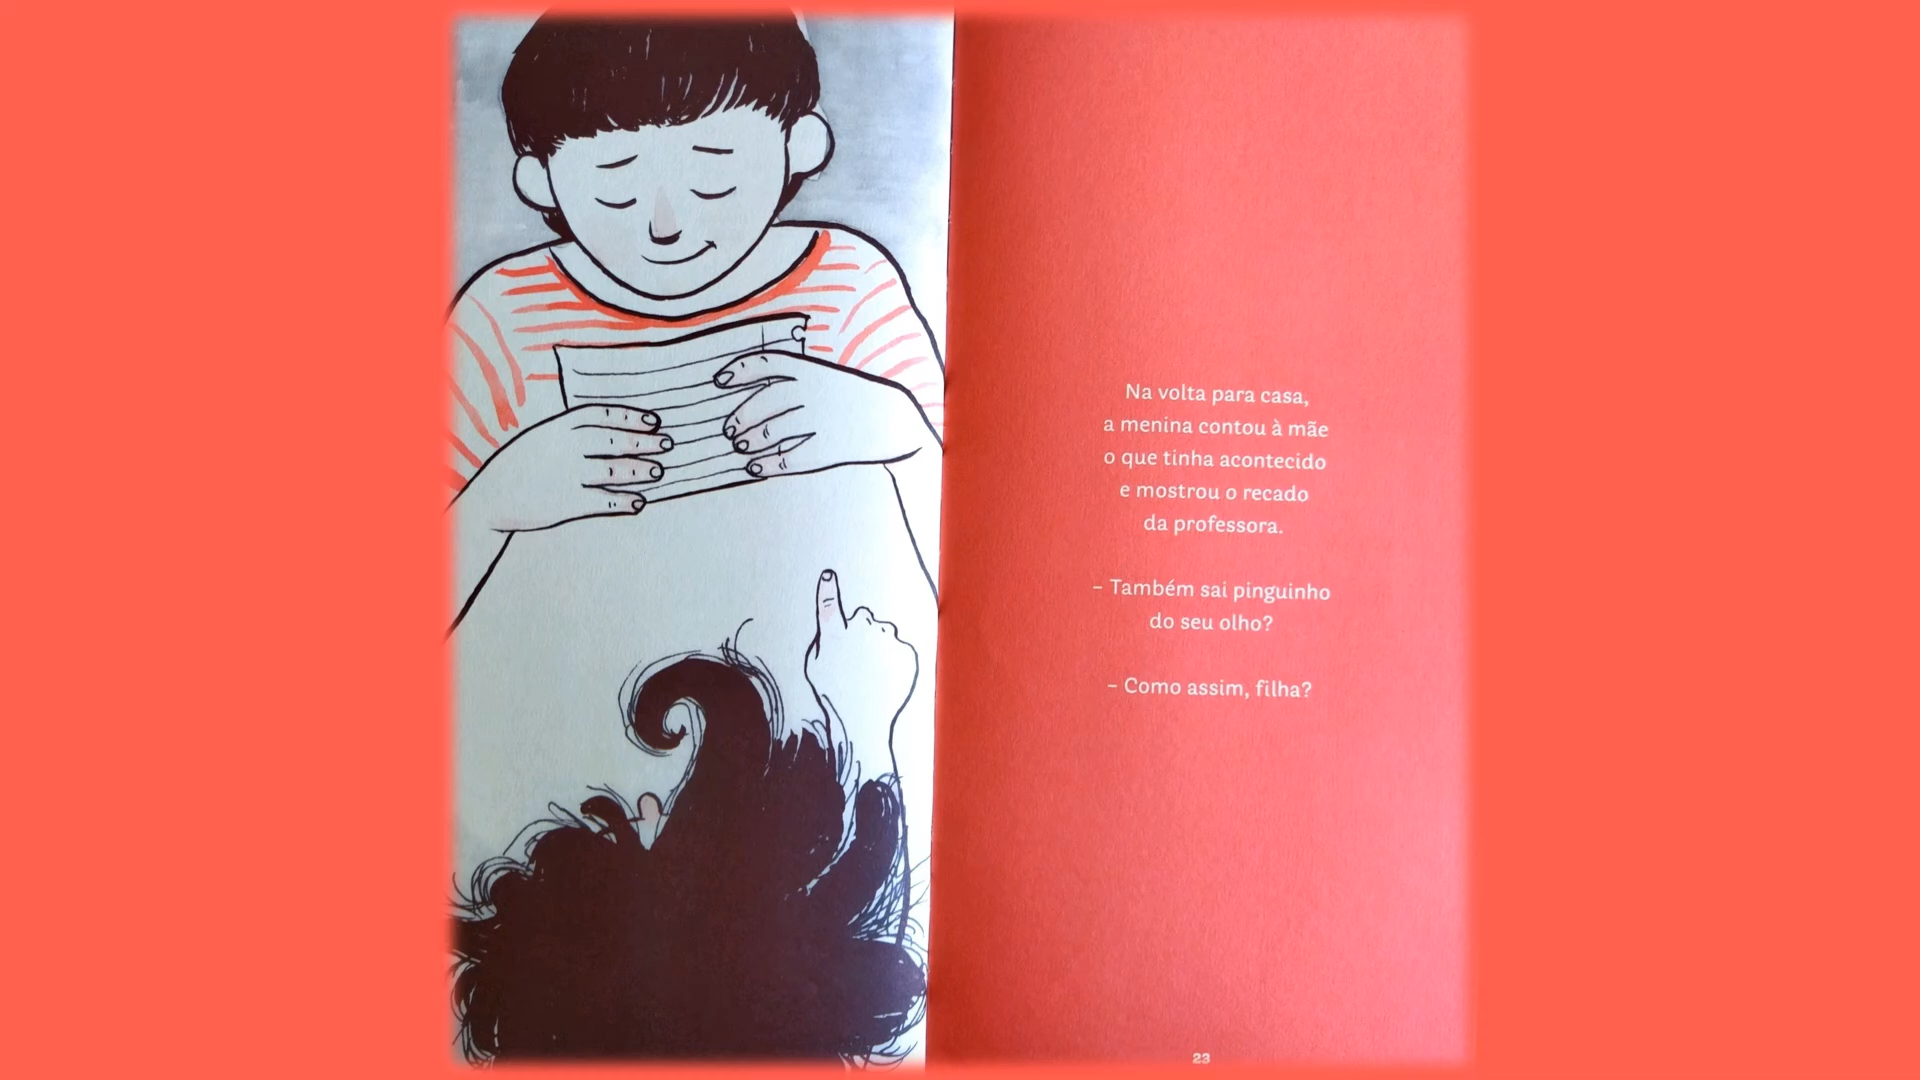 Na volta para casa,
a menina contou à mãe
o que tinha acontecido
e mostrou o recado
da professora.
– Também sai pinguinho
do seu olho?
– Como assim, filha?
23